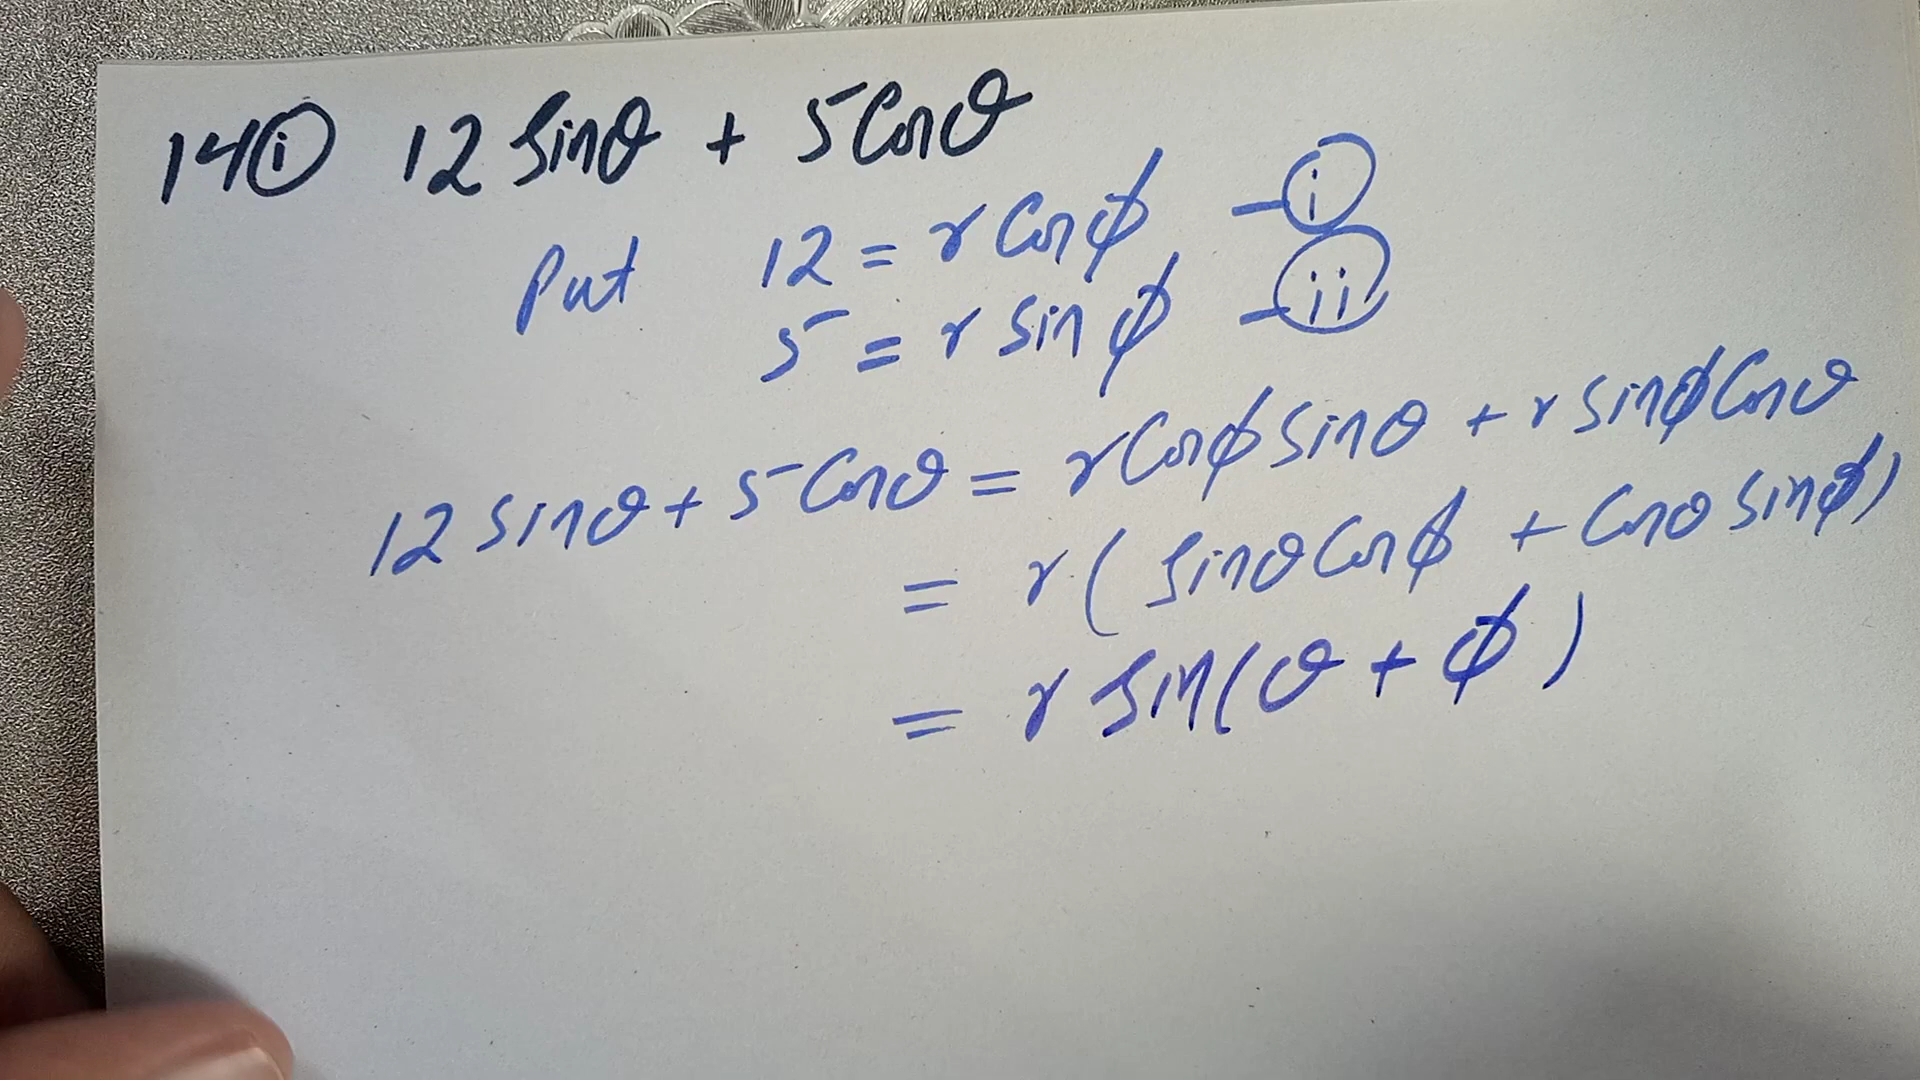 14 (i) 12 Sinθ + 5 Cosθ
Put 12 = r Cosφ - (i)
5 = r Sin φ - (ii)
12 Sinθ + 5 Cosθ = r Cosφ Sinθ + r Sinφ Cosθ
= r ( Sinθ Cosφ + Cosθ Sinφ )
= r Sin ( θ + φ )